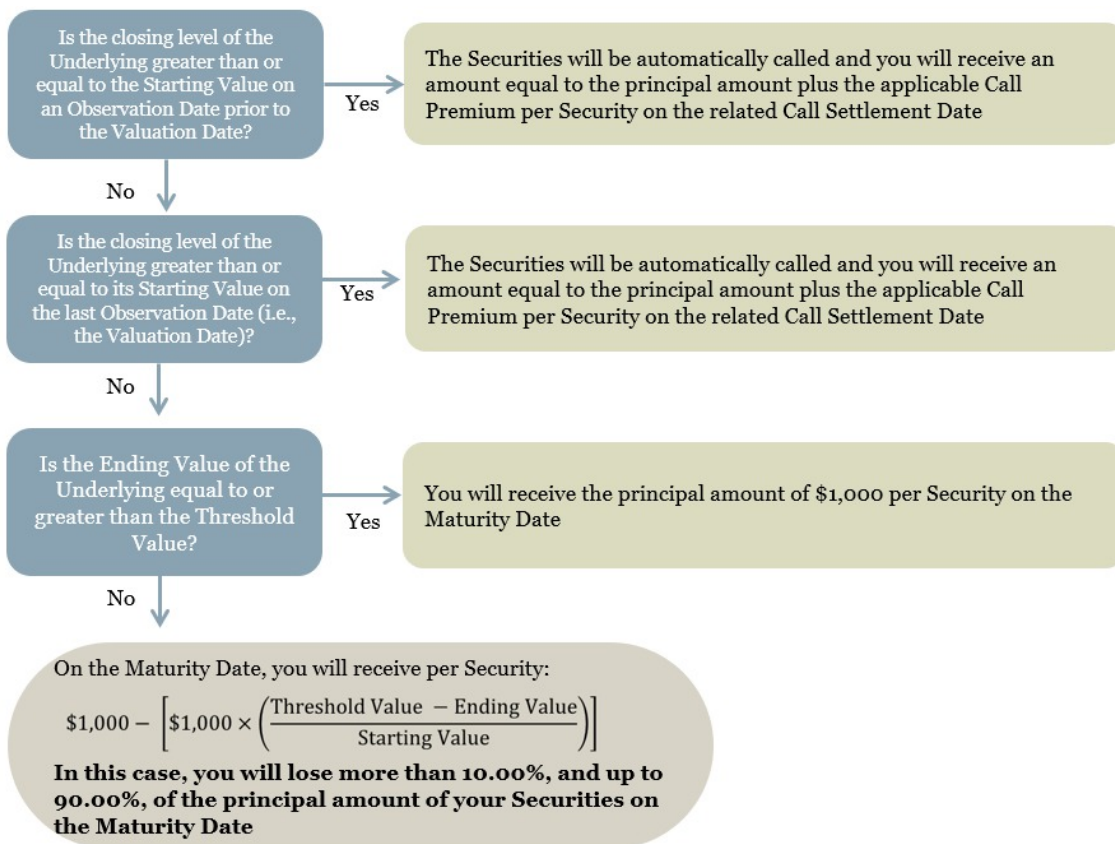 Is the closing level of the
Underlying greater than or
equal to the Starting Value on
an Observation Date prior to
the Valuation Date?
Yes
The Securities will be automatically called and you will receive an
amount equal to the principal amount plus the applicable Call
Premium per Security on the related Call Settlement Date
No
Is the closing level of the
Underlying greater than or
equal to its Starting Value on
the last Observation Date (i.e.,
the Valuation Date)?
Yes
The Securities will be automatically called and you will receive an
amount equal to the principal amount plus the applicable Call
Premium per Security on the related Call Settlement Date
No
Is the Ending Value of the
Underlying equal to or
greater than the Threshold
Value?
Yes
You will receive the principal amount of $1,000 per Security on the
Maturity Date
No
On the Maturity Date, you will receive per Security:
$1,000 − [$1,000 × (Threshold Value − Ending Value / Starting Value)]
In this case, you will lose more than 10.00%, and up to
90.00%, of the principal amount of your Securities on
the Maturity Date